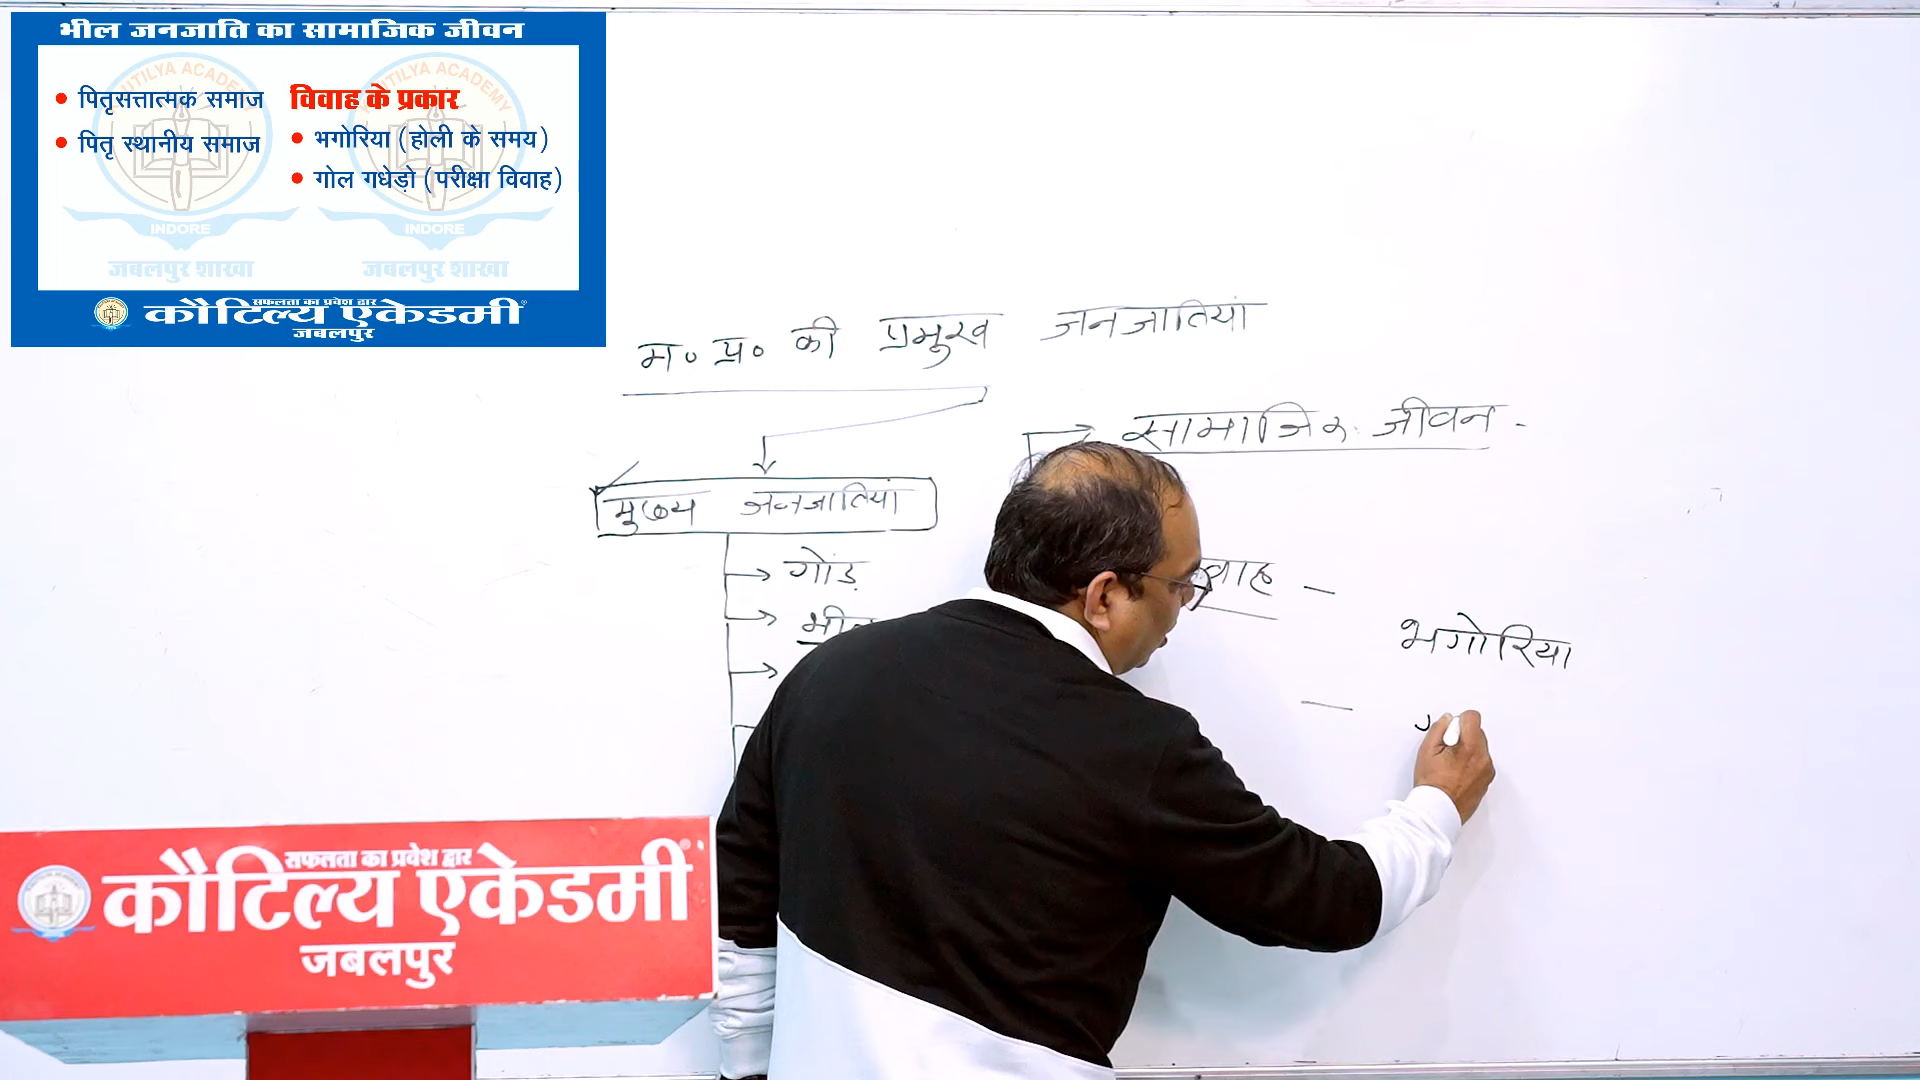 भील जनजाति का सामाजिक जीवन
• पितृसत्तात्मक समाज
• पितृ स्थानीय समाज
विवाह के प्रकार
• भगोरिया (होली के समय)
• गोल गधेड़ो (परीक्षा विवाह)
INDORE
जबलपुर शाखा
INDORE
जबलपुर शाखा
सफलता का प्रवेश द्वार
कौटिल्य एकेडमी
जबलपुर
म० प्र० की प्रमुख जनजातियां
सामाजिक जीवन -
मुख्य जनजातियां
गोंड
भील
वाह -
भगोरिया
सफलता का प्रवेश द्वार
कौटिल्य एकेडमी
जबलपुर